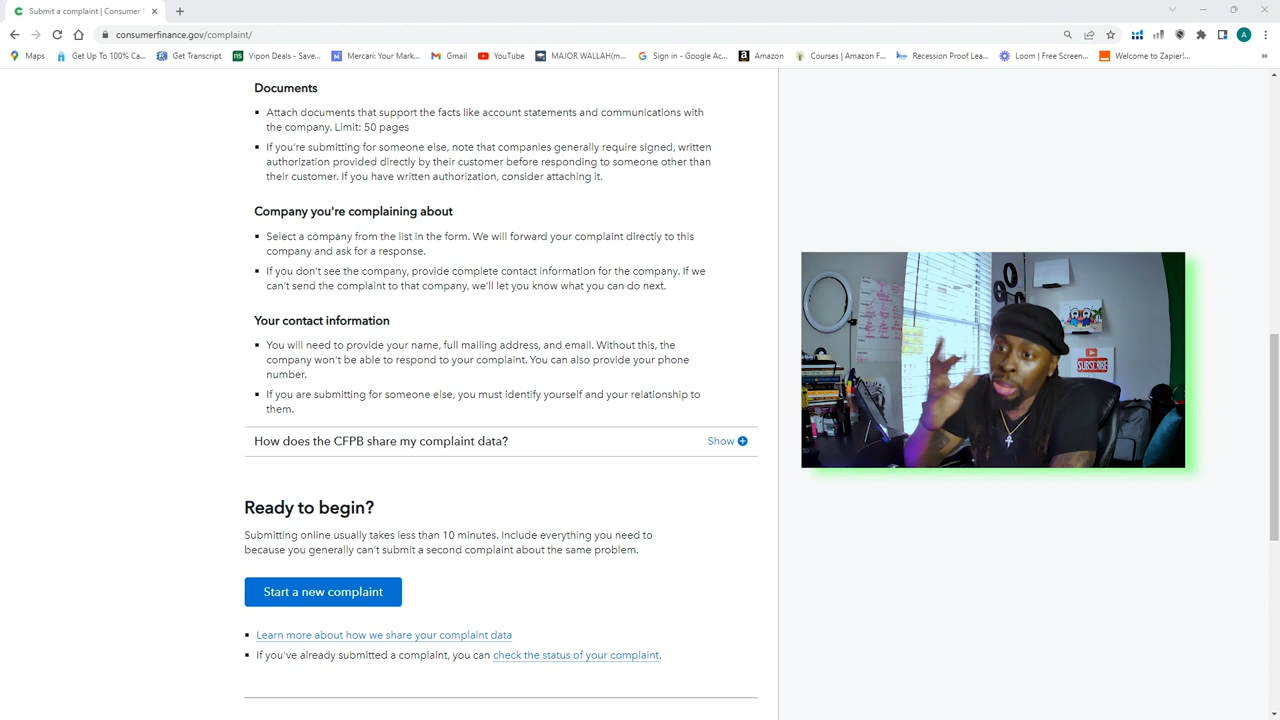 Submit a complaint | Consumer F
consumerfinance.gov/complaint/
A
Maps
Get Up To 100% Ca...
Get Transcript
ns
Vipon Deals - Save...
Mercari: Your Mark...
Gmail
YouTube
MAJOR WALLAH(m...
Sign in - Google Ac...
Amazon
Courses | Amazon F...
Recession Proof Lea...
Loom | Free Screen...
Welcome to Zapier!...
»
Documents
Attach documents that support the facts like account statements and communications with
the company. Limit: 50 pages
If you're submitting for someone else, note that companies generally require signed, written
authorization provided directly by their customer before responding to someone other than
their customer. If you have written authorization, consider attaching it.
Company you're complaining about
Select a company from the list in the form. We will forward your complaint directly to this
company and ask for a response.
If you don't see the company, provide complete contact information for the company. If we
can't send the complaint to that company, we'll let you know what you can do next.
Your contact information
You will need to provide your name, full mailing address, and email. Without this, the
company won't be able to respond to your complaint. You can also provide your phone
number.
If you are submitting for someone else, you must identify yourself and your relationship to
them.
How does the CFPB share my complaint data?
Show
Ready to begin?
Submitting online usually takes less than 10 minutes. Include everything you need to
because you generally can't submit a second complaint about the same problem.
Start a new complaint
Learn more about how we share your complaint data
If you've already submitted a complaint, you can check the status of your complaint.
SUBSCRIBE